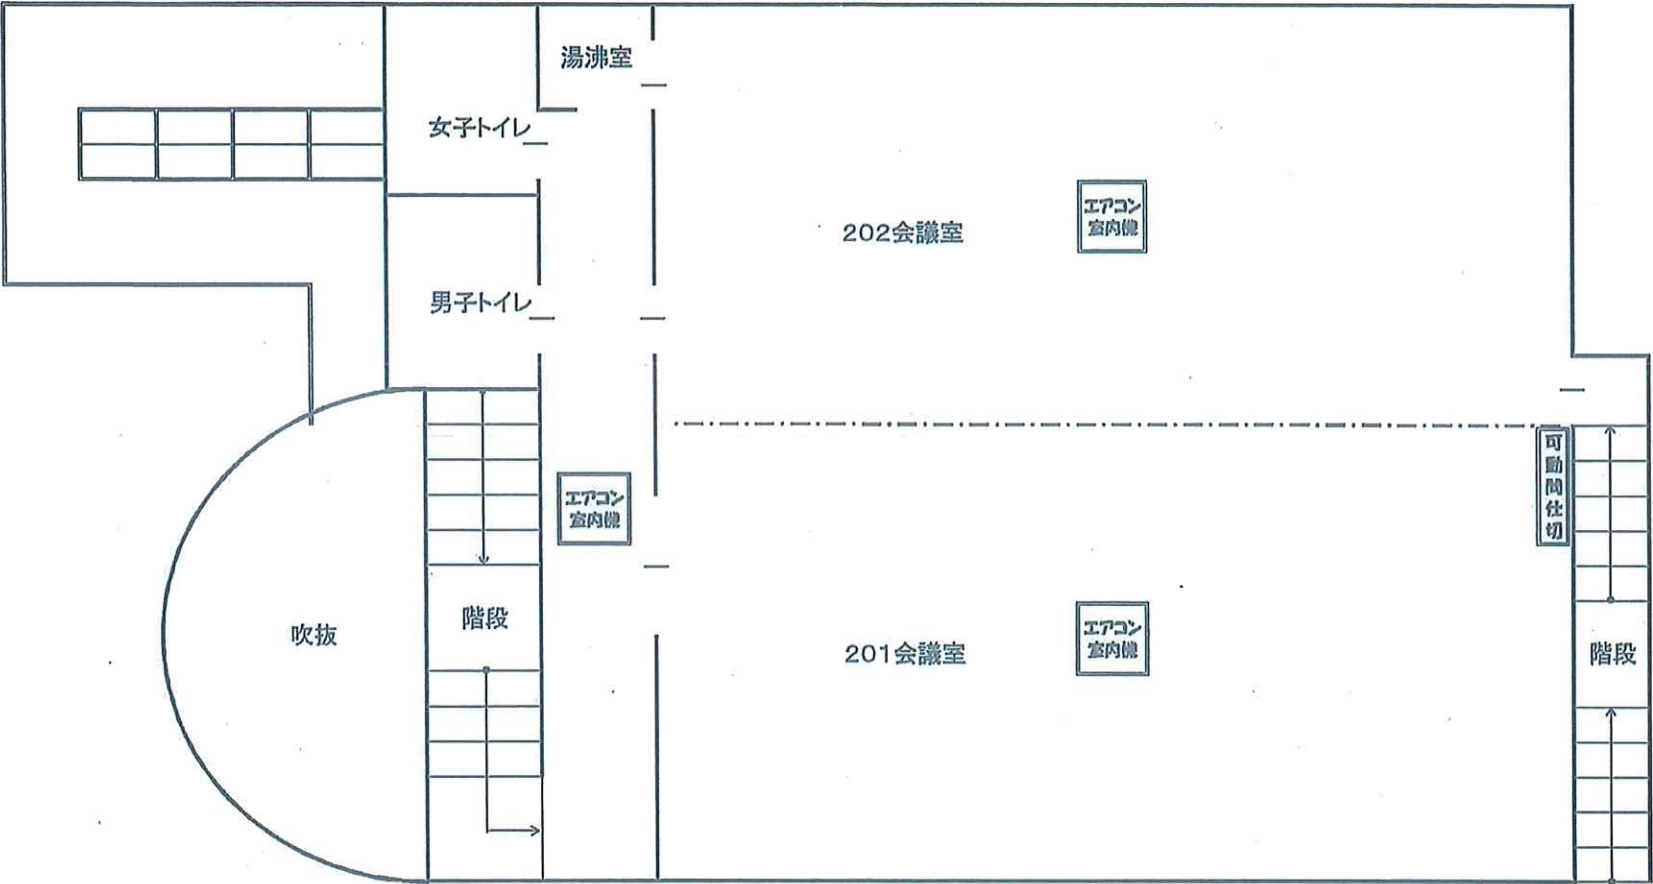 湯沸室
女子トイレ
エアコン
室内機
202会議室
男子トイレ
可動間仕切
エアコン
室内機
階段
吹抜
エアコン
室内機
201会議室
階段